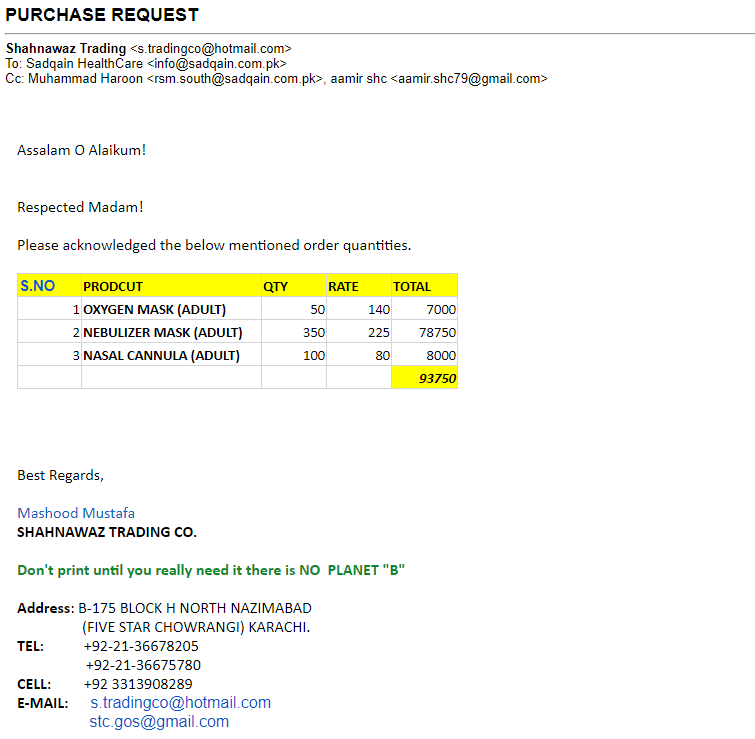 PURCHASE REQUEST
Shahnawaz Trading <s.tradingco@hotmail.com>
To: Sadqain HealthCare <info@sadqain.com.pk>
Cc: Muhammad Haroon <rsm.south@sadqain.com.pk>, aamir shc <aamir.shc79@gmail.com>
Assalam O Alaikum!
Respected Madam!
Please acknowledged the below mentioned order quantities.
S.NO PRODCUT QTY RATE TOTAL
1 OXYGEN MASK (ADULT) 50 140 7000
2 NEBULIZER MASK (ADULT) 350 225 78750
3 NASAL CANNULA (ADULT) 100 80 8000
93750
Best Regards,
Mashood Mustafa
SHAHNAWAZ TRADING CO.
Don't print until you really need it there is NO PLANET "B"
Address: B-175 BLOCK H NORTH NAZIMABAD
(FIVE STAR CHOWRANGI) KARACHI.
TEL: +92-21-36678205
+92-21-36675780
CELL: +92 3313908289
E-MAIL: s.tradingco@hotmail.com
stc.gos@gmail.com